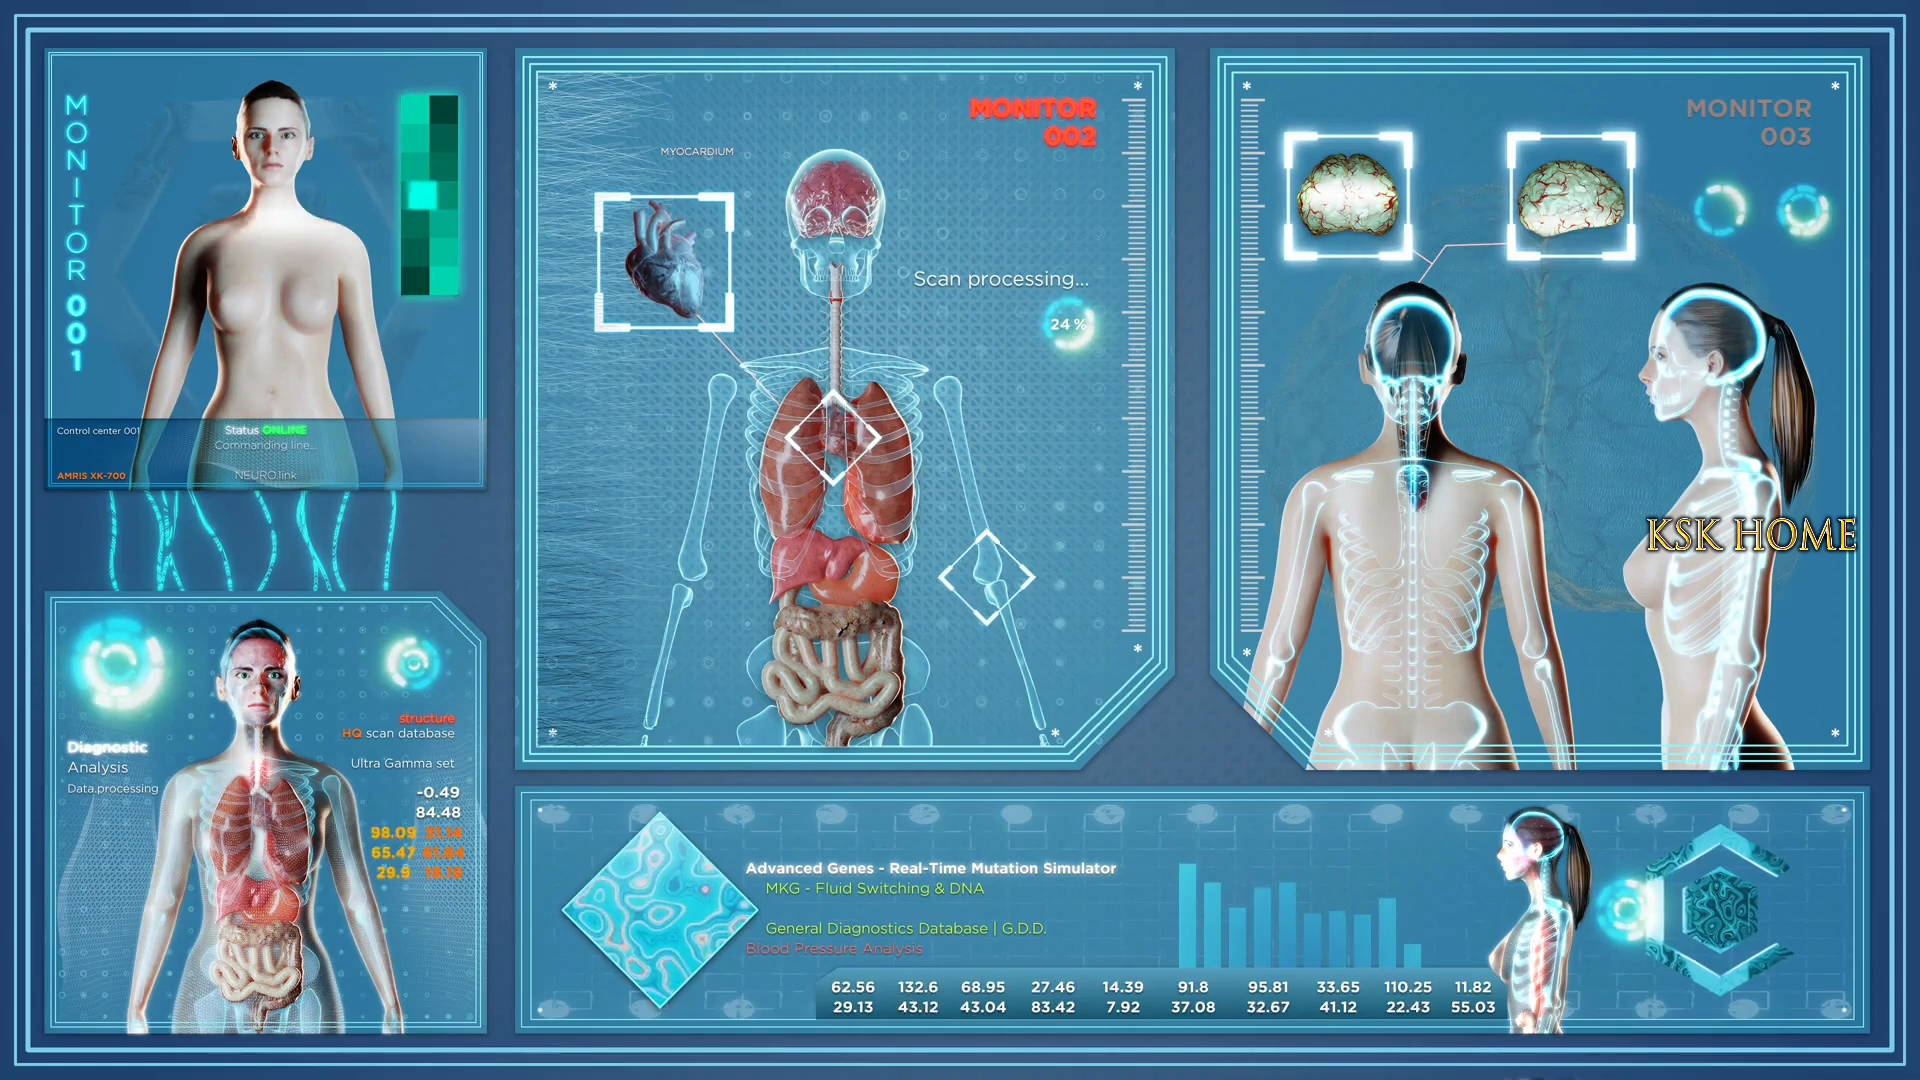 MONITOR 001
Control center 001
Status ONLINE
Commanding line...
AMRIS XK-700
NEURO.link
structure
HQ scan database
Ultra Gamma set
Diagnostic
Analysis
Data.processing
-0.49
84.48
98.09
65.47
29.9
MONITOR
002
MYOCARDIUM
Scan processing...
24 %
MONITOR
003
KSK HOME
Advanced Genes - Real-Time Mutation Simulator
MKG - Fluid Switching & DNA
General Diagnostics Database | G.D.D.
Blood Pressure Analysis
62.56 132.6 68.95 27.46 14.39 91.8 95.81 33.65 110.25 11.82
29.13 43.12 43.04 83.42 7.92 37.08 32.67 41.12 22.43 55.03